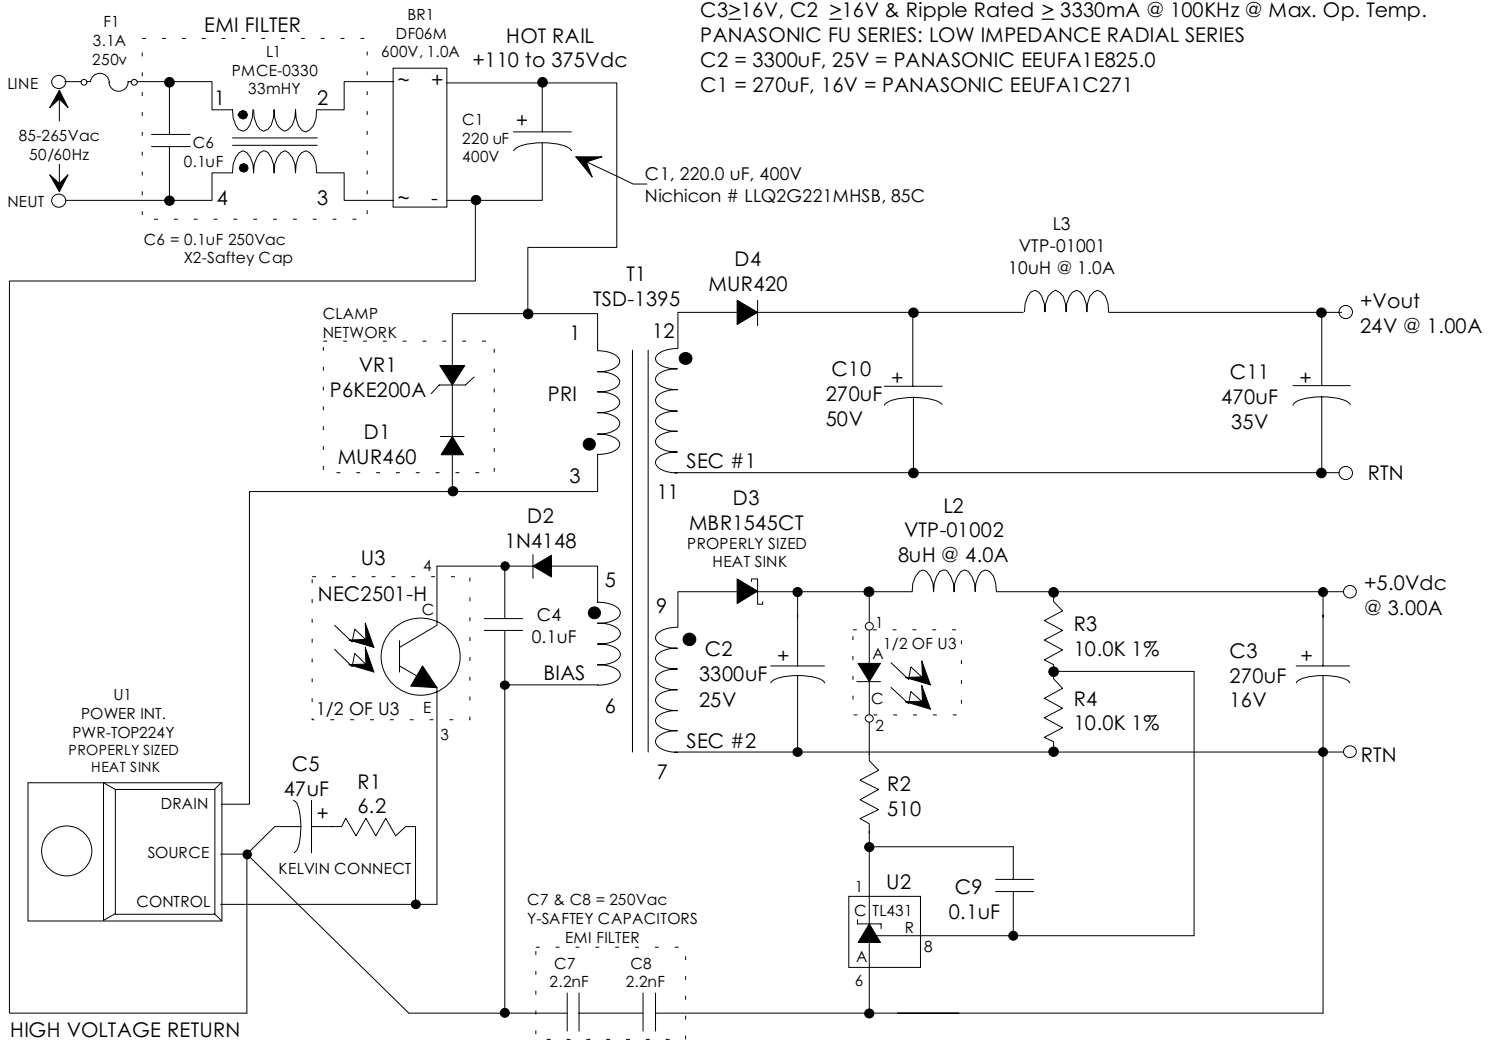 C3≥16V, C2 ≥16V & Ripple Rated ≥ 3330mA @ 100KHz @ Max. Op. Temp.
PANASONIC FU SERIES: LOW IMPEDANCE RADIAL SERIES
C2 = 3300uF, 25V = PANASONIC EEUFA1E825.0
C1 = 270uF, 16V = PANASONIC EEUFA1C271
F1
3.1A
250v
EMI FILTER
L1
PMCE-0330
33mHY
BR1
DF06M
600V, 1.0A
HOT RAIL
+110 to 375Vdc
LINE
1
2
~
+
85-265Vac
50/60Hz
C6
0.1uF
C1
220 uF
400V
+
NEUT
4
3
~
-
C1, 220.0 uF, 400V
Nichicon # LLQ2G221MHSB, 85C
C6 = 0.1uF 250Vac
X2-Saftey Cap
CLAMP
NETWORK
VR1
P6KE200A
D1
MUR460
T1
TSD-1395
1
PRI
3
12
SEC #1
11
D4
MUR420
L3
VTP-01001
10uH @ 1.0A
+Vout
24V @ 1.00A
C10
270uF
50V
+
C11
470uF
35V
+
RTN
D2
1N4148
5
BIAS
6
C4
0.1uF
U3
NEC2501-H
4
C
E
3
1/2 OF U3
D3
MBR1545CT
PROPERLY SIZED
HEAT SINK
9
SEC #2
7
L2
VTP-01002
8uH @ 4.0A
+5.0Vdc
@ 3.00A
C2
3300uF
25V
+
1
1/2 OF U3
A
C
2
R3
10.0K 1%
R4
10.0K 1%
C3
270uF
16V
+
RTN
U1
POWER INT.
PWR-TOP224Y
PROPERLY SIZED
HEAT SINK
DRAIN
SOURCE
CONTROL
C5
47uF
+
R1
6.2
KELVIN CONNECT
R2
510
1
U2
C TL431
R
8
A
6
C9
0.1uF
C7 & C8 = 250Vac
Y-SAFTEY CAPACITORS
EMI FILTER
C7
2.2nF
C8
2.2nF
HIGH VOLTAGE RETURN